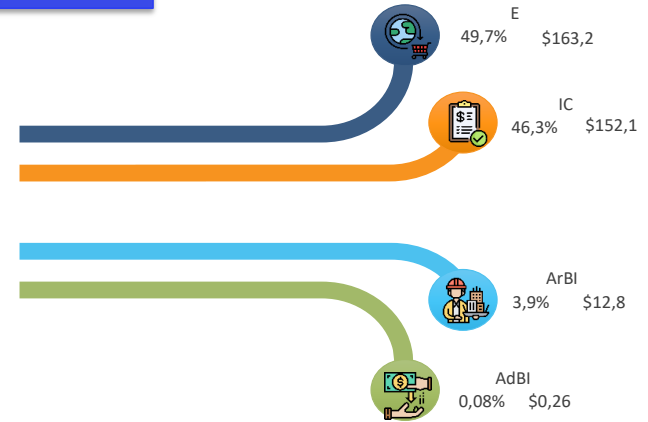 E
49,7% $163,2
IC
46,3% $152,1
ArBI
3,9% $12,8
AdBI
0,08% $0,26